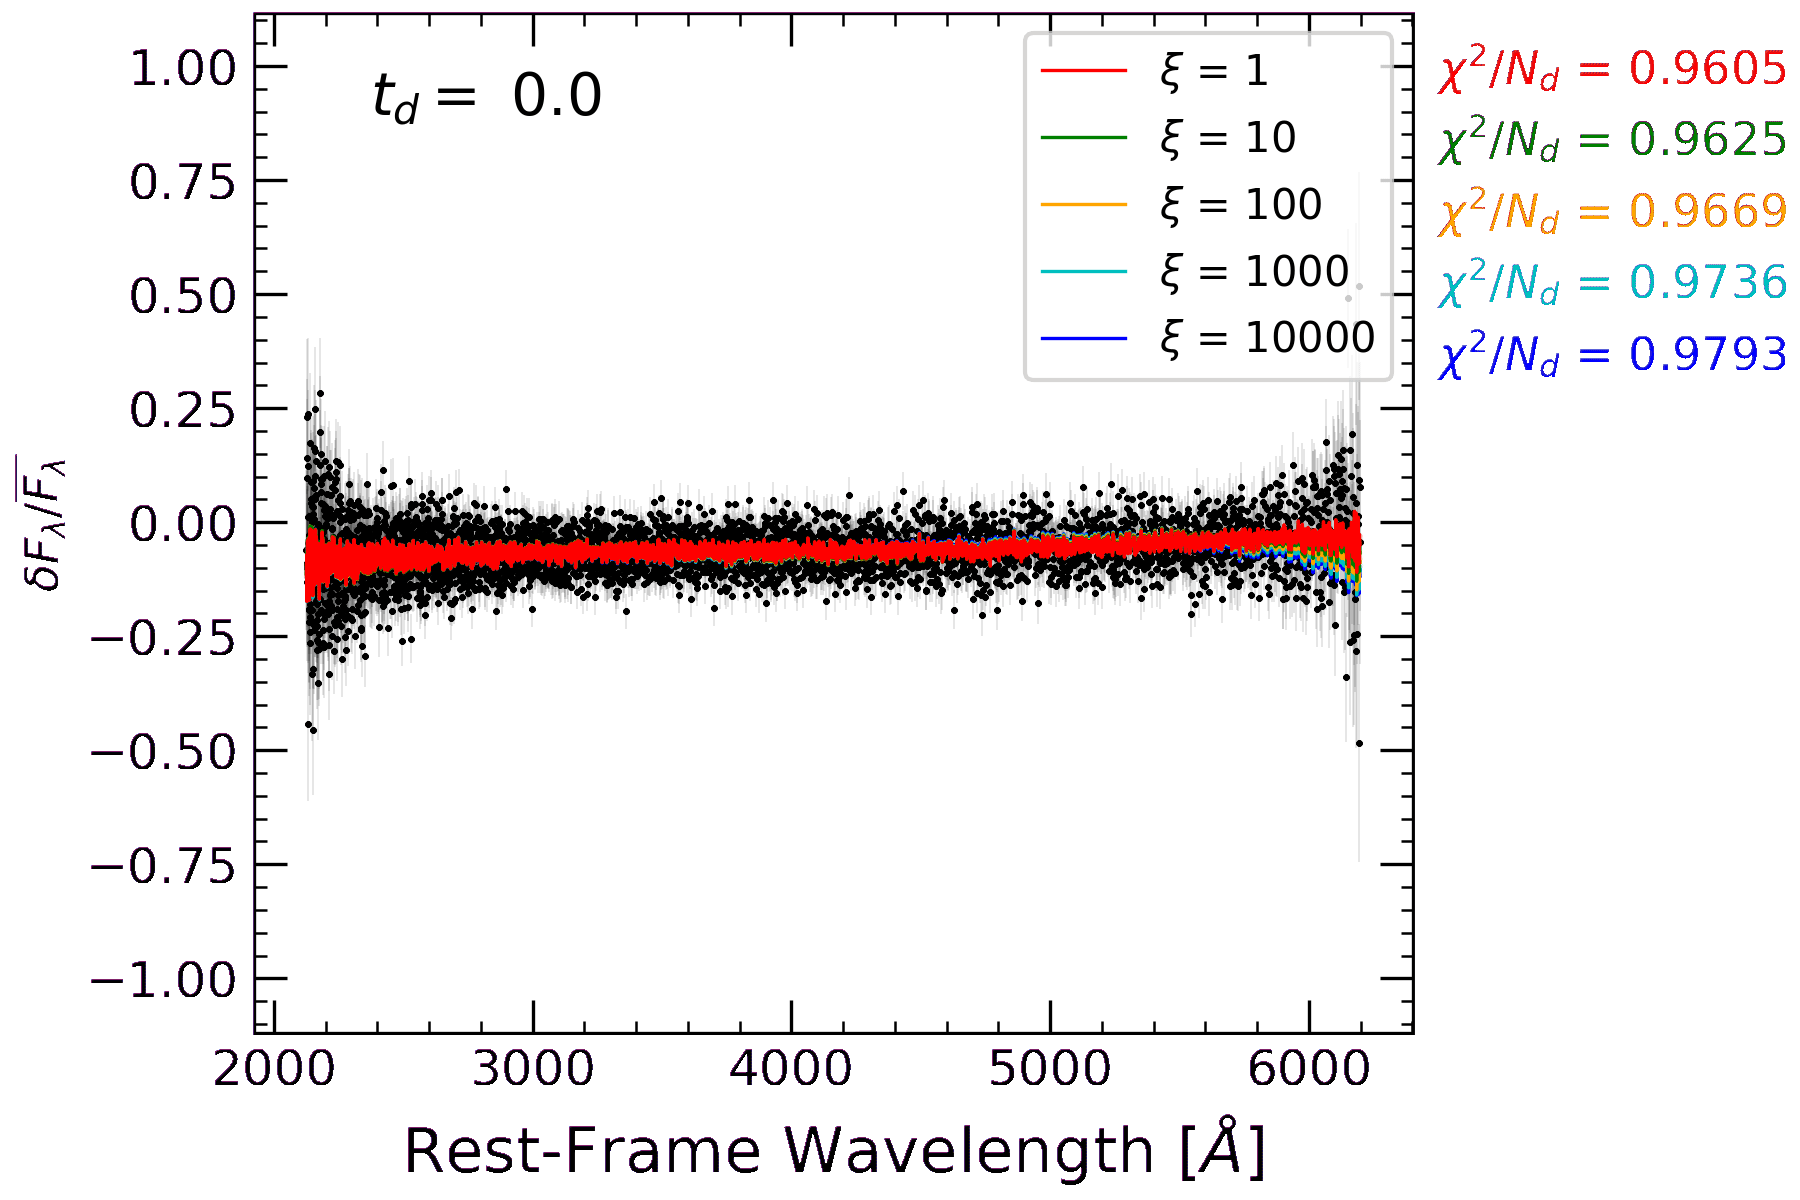 t_d = 0.0
ξ = 1
ξ = 10
ξ = 100
ξ = 1000
ξ = 10000
χ²/N_d = 0.9605
χ²/N_d = 0.9625
χ²/N_d = 0.9669
χ²/N_d = 0.9736
χ²/N_d = 0.9793
1.00
0.75
0.50
0.25
0.00
−0.25
−0.50
−0.75
−1.00
δF_λ/F̅_λ
2000 3000 4000 5000 6000
Rest-Frame Wavelength [Å]